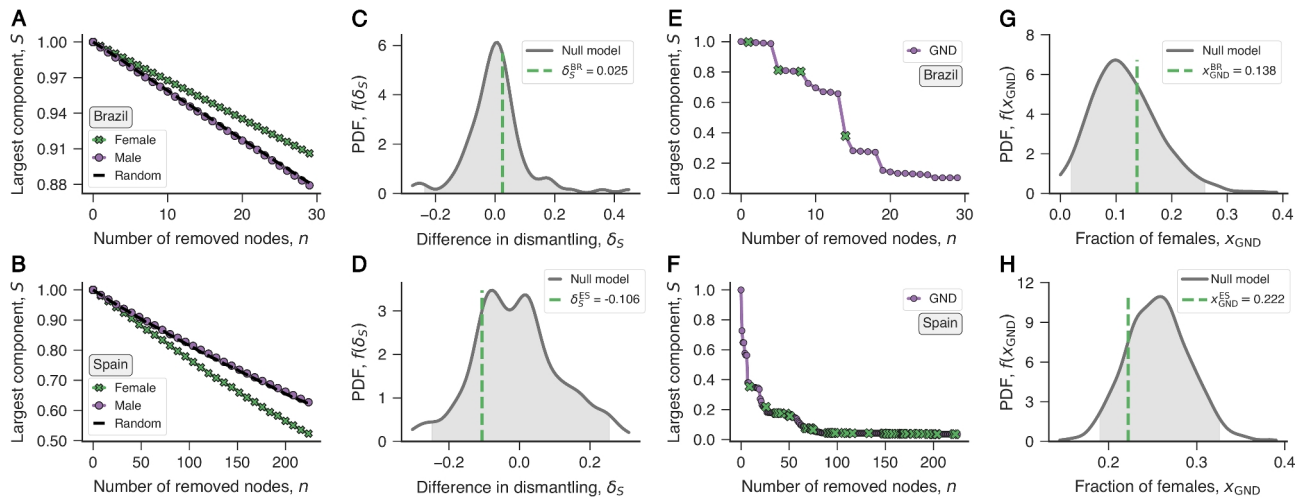 A
Largest component, S
1.00
0.97
0.94
0.91
0.88
Brazil
Female
Male
Random
0
10
20
30
Number of removed nodes, n
C
PDF, f(δS)
6
4
2
0
Null model
δS^BR = 0.025
−0.2
0.0
0.2
0.4
Difference in dismantling, δS
E
Largest component, S
1.0
0.8
0.6
0.4
0.2
0.0
GND
Brazil
0
10
20
30
Number of removed nodes, n
G
PDF, f(xGND)
8
6
4
2
0
Null model
xGND^BR = 0.138
0.0
0.1
0.2
0.3
0.4
Fraction of females, xGND
B
Largest component, S
1.00
0.90
0.80
0.70
0.60
0.50
Spain
Female
Male
Random
0
50
100
150
200
Number of removed nodes, n
D
PDF, f(δS)
3
2
1
0
Null model
δS^ES = -0.106
−0.2
0.0
0.2
Difference in dismantling, δS
F
Largest component, S
1.0
0.8
0.6
0.4
0.2
0.0
GND
Spain
0
50
100
150
200
Number of removed nodes, n
H
PDF, f(xGND)
12
9
6
3
0
Null model
xGND^ES = 0.222
0.2
0.3
0.4
Fraction of females, xGND